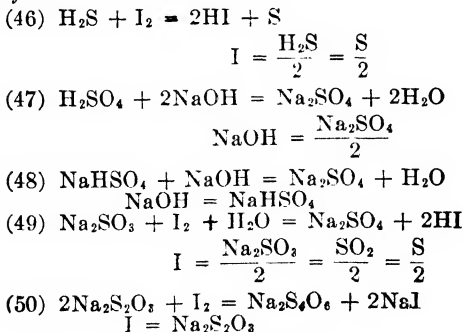 (46) H₂S + I₂ = 2HI + S
I = H₂S/2 = S/2
(47) H₂SO₄ + 2NaOH = Na₂SO₄ + 2H₂O
NaOH = Na₂SO₄/2
(48) NaHSO₄ + NaOH = Na₂SO₄ + H₂O
NaOH = NaHSO₄
(49) Na₂SO₃ + I₂ + H₂O = Na₂SO₄ + 2HI
I = Na₂SO₃/2 = SO₂/2 = S/2
(50) 2Na₂S₂O₃ + I₂ = Na₂S₄O₆ + 2NaI
I = Na₂S₂O₃